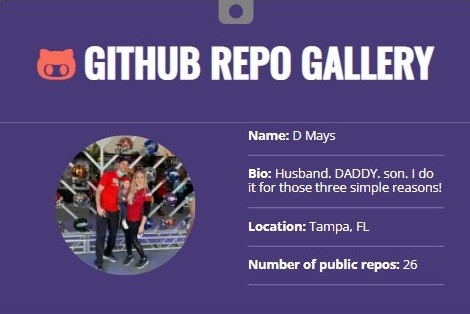 GITHUB REPO GALLERY
Name: D Mays
Bio: Husband. DADDY. son. I do
it for those three simple reasons!
Location: Tampa, FL
Number of public repos: 26